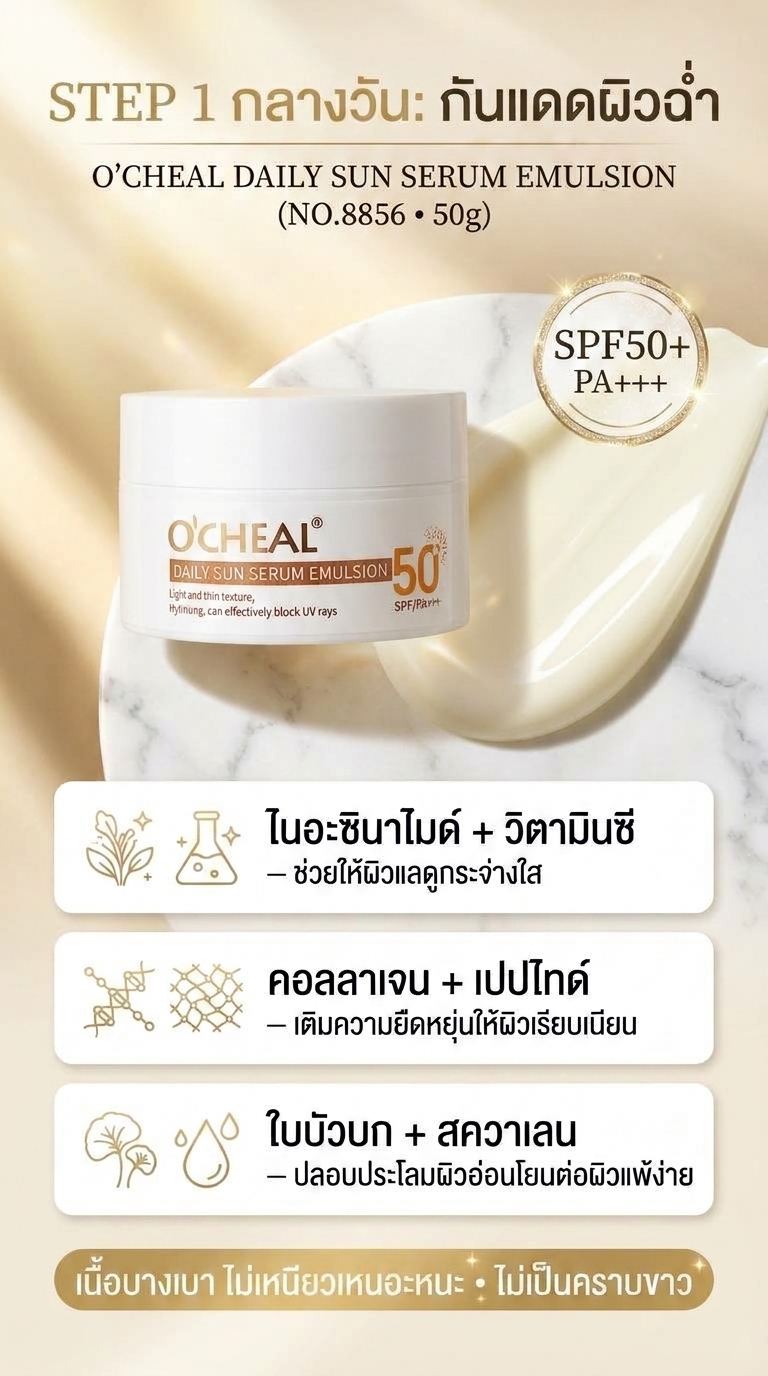 STEP 1 กลางวัน: กันแดดผิวฉ่ำ
O’CHEAL DAILY SUN SERUM EMULSION
(NO.8856 • 50g)
SPF50+
PA+++
O'CHEAL®
DAILY SUN SERUM EMULSION
50
SPF/PA+++
Light and thin texture,
can effectively block UV rays
ไนอะซินาไมด์ + วิตามินซี
– ช่วยให้ผิวแลดูกระจ่างใส
คอลลาเจน + เปปไทด์
– เติมความยืดหยุ่นให้ผิวเรียบเนียน
ใบบัวบก + สควาเลน
– ปลอบประโลมผิวอ่อนโยนต่อผิวแพ้ง่าย
เนื้อบางเบา ไม่เหนียวเหนอะหนะ • ไม่เป็นคราบขาว